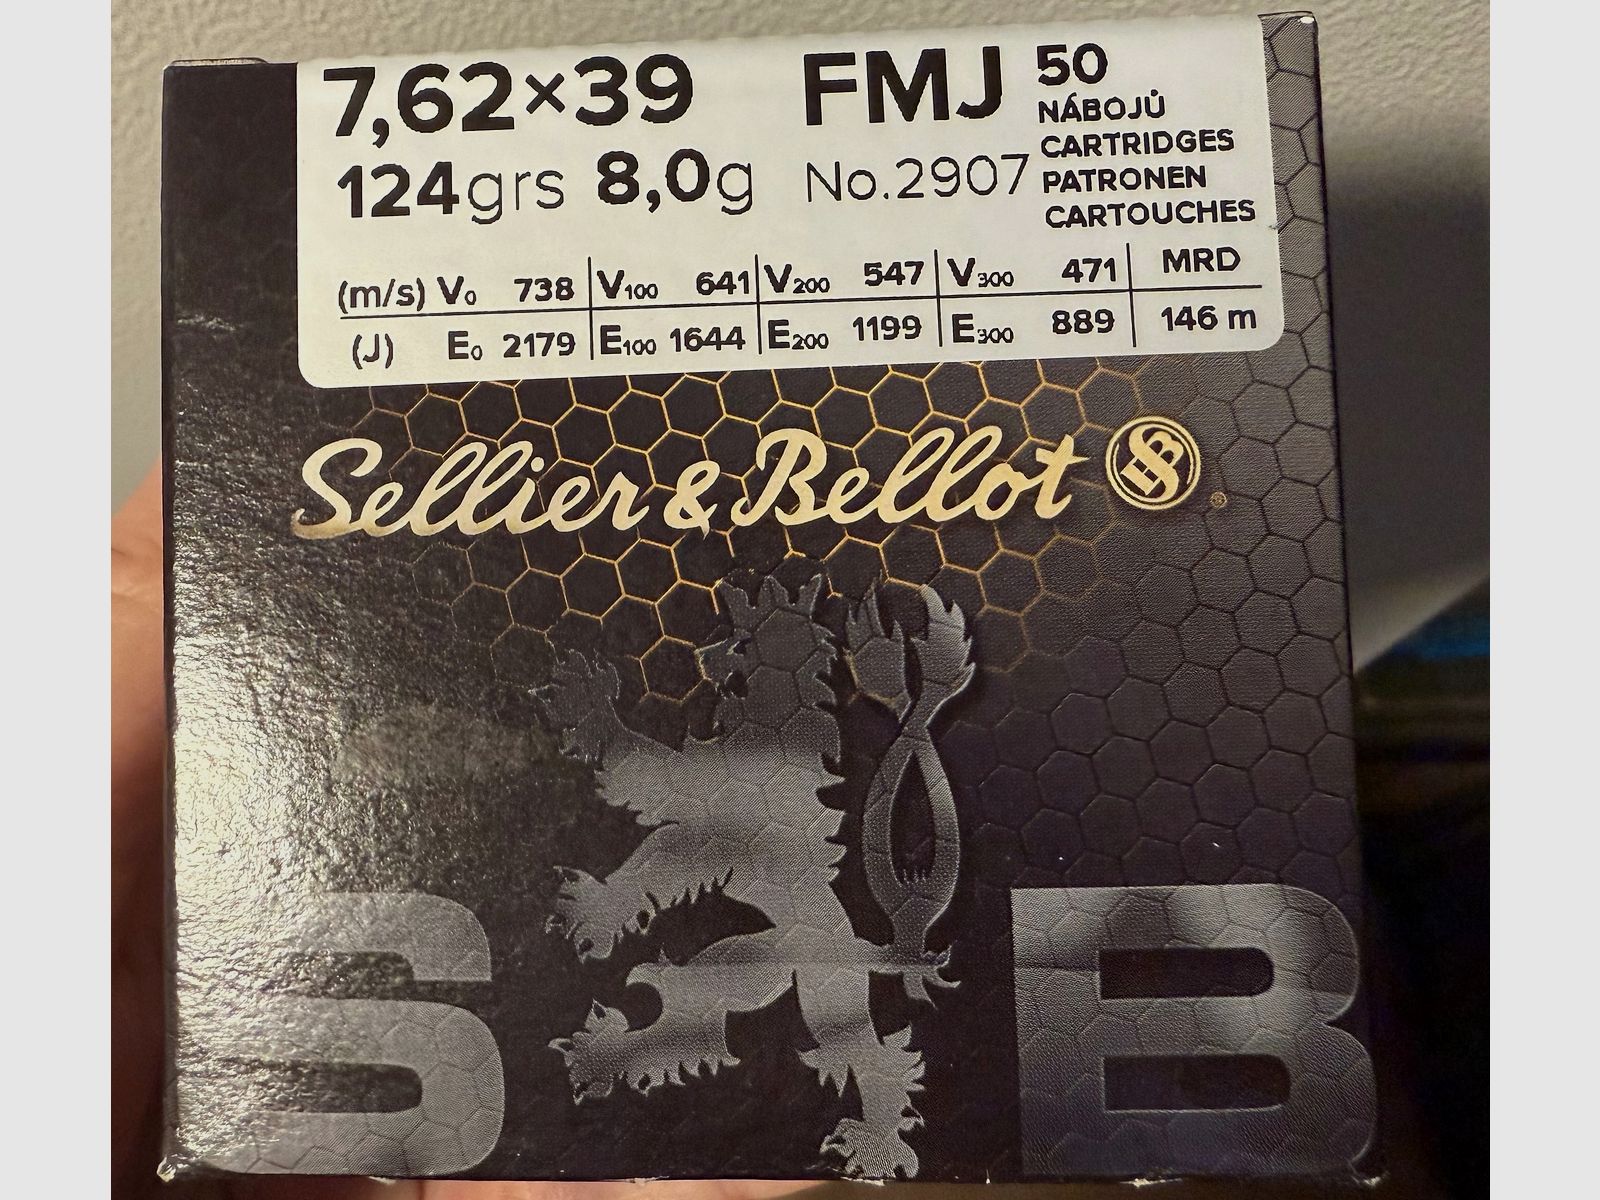 7,62×39 FMJ 50
NÁBOJŮ
CARTRIDGES
PATRONEN
CARTOUCHES
124grs 8,0g No.2907
(m/s) V₀ 738 V₁₀₀ 641 V₂₀₀ 547 V₃₀₀ 471 MRD
(J) E₀ 2179 E₁₀₀ 1644 E₂₀₀ 1199 E₃₀₀ 889 146 m
Sellier & Bellot SB ®
S B